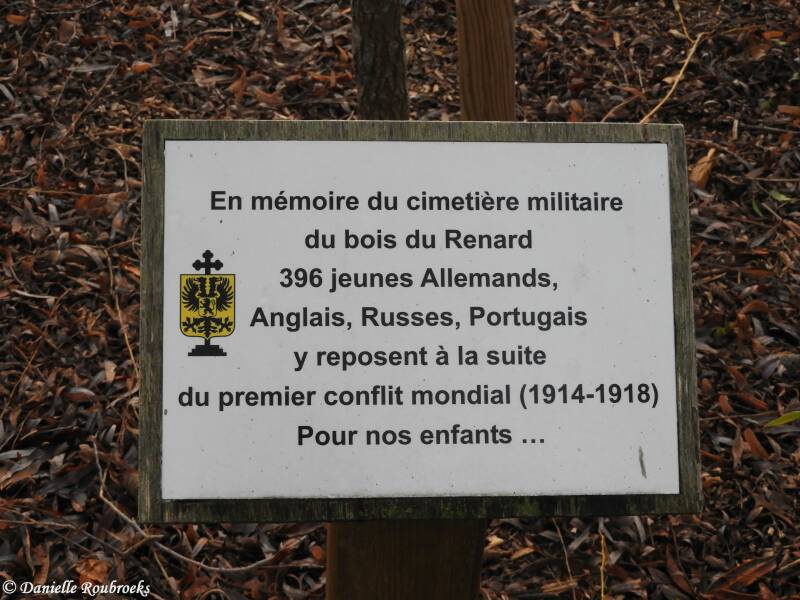 En mémoire du cimetière militaire
du bois du Renard
396 jeunes Allemands,
Anglais, Russes, Portugais
y reposent à la suite
du premier conflit mondial (1914-1918)
Pour nos enfants ...
© Danielle Roubroeks